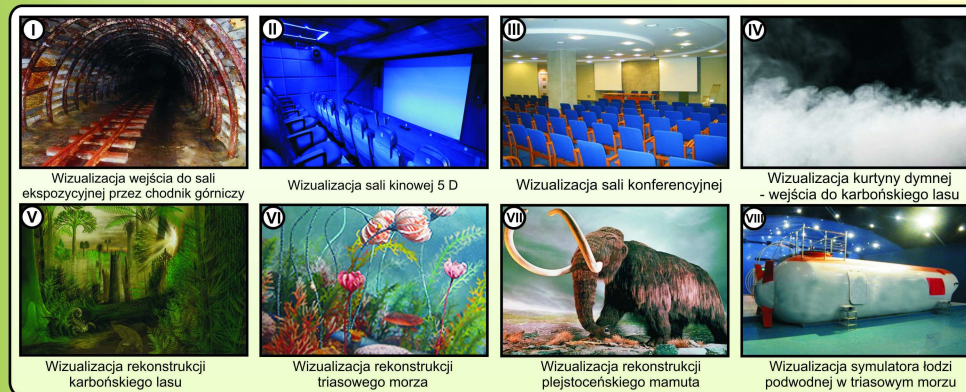 I
II
III
IV
Wizualizacja wejścia do sali
ekspozycyjnej przez chodnik górniczy
Wizualizacja sali kinowej 5 D
Wizualizacja sali konferencyjnej
Wizualizacja kurtyny dymnej
- wejścia do karbońskiego lasu
V
VI
VII
VIII
Wizualizacja rekonstrukcji
karbońskiego lasu
Wizualizacja rekonstrukcji
triasowego morza
Wizualizacja rekonstrukcji
plejstoceńskiego mamuta
Wizualizacja symulatora łodzi
podwodnej w triasowym morzu